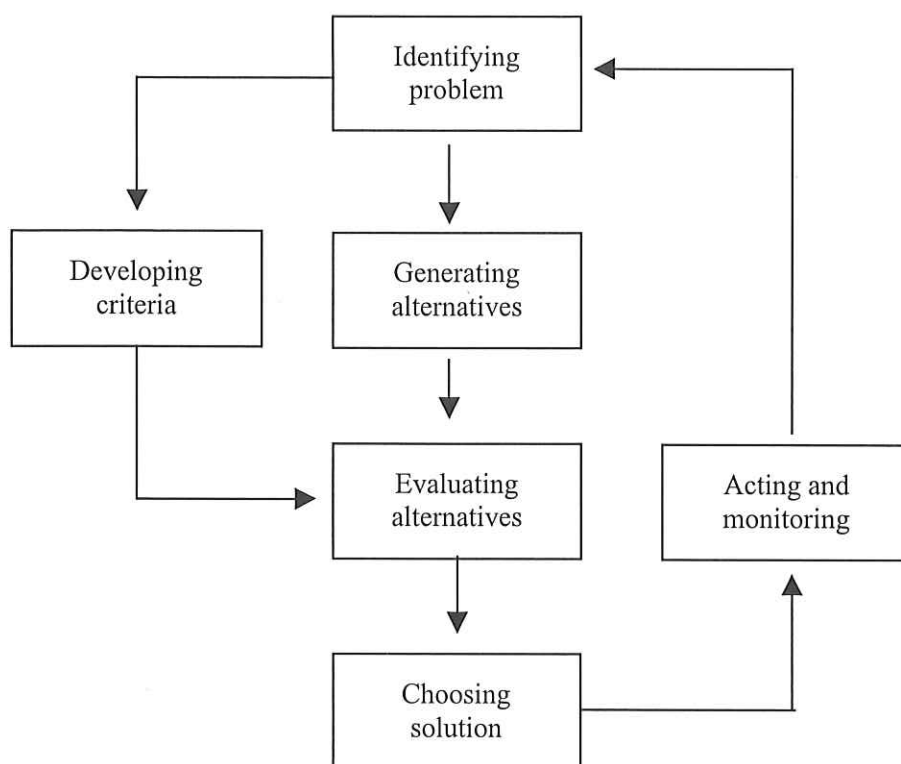 Identifying
problem
Developing
criteria
Generating
alternatives
Evaluating
alternatives
Acting and
monitoring
Choosing
solution